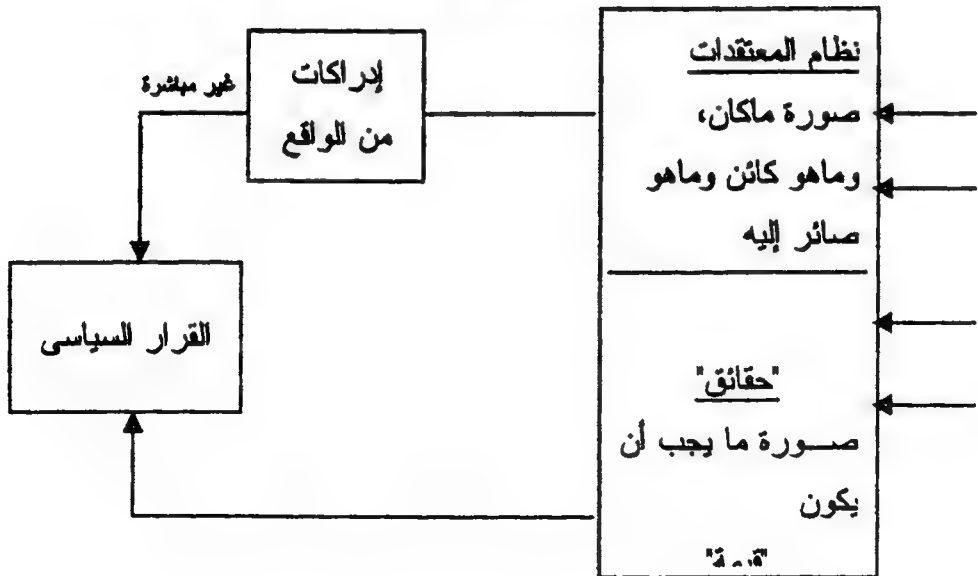 نظام المعتقدات
صورة ماكان،
وماهو كائن وماهو
صائر إليه
"حقائق"
صـــورة ما يجب أن
يكون
إدراكات
من الواقع
غير مباشرة
القرار السياسى